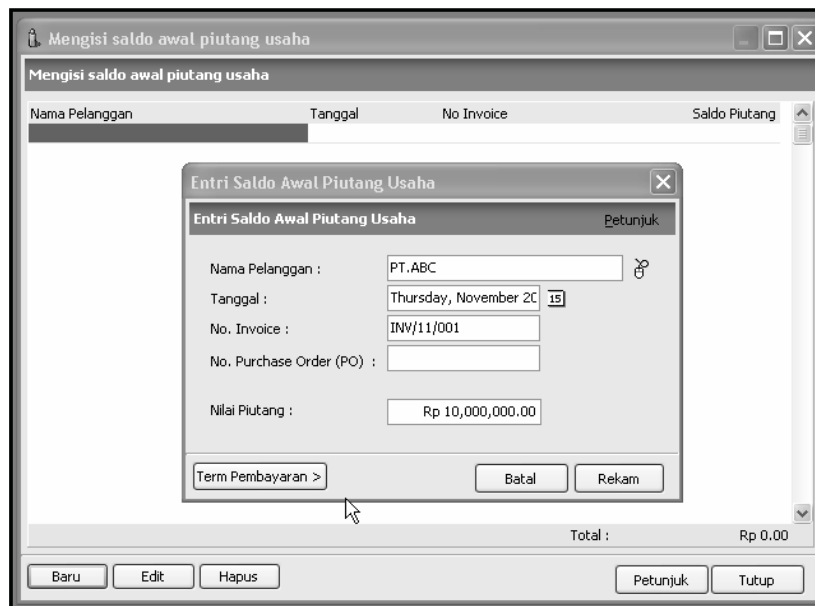 Mengisi saldo awal piutang usaha
Mengisi saldo awal piutang usaha
Nama Pelanggan Tanggal No Invoice Saldo Piutang
Entri Saldo Awal Piutang Usaha
Entri Saldo Awal Piutang Usaha Petunjuk
Nama Pelanggan : PT.ABC
Tanggal : Thursday, November 20 15
No. Invoice : INV/11/001
No. Purchase Order (PO) :
Nilai Piutang : Rp 10,000,000.00
Term Pembayaran > Batal Rekam
Total : Rp 0.00
Baru Edit Hapus Petunjuk Tutup